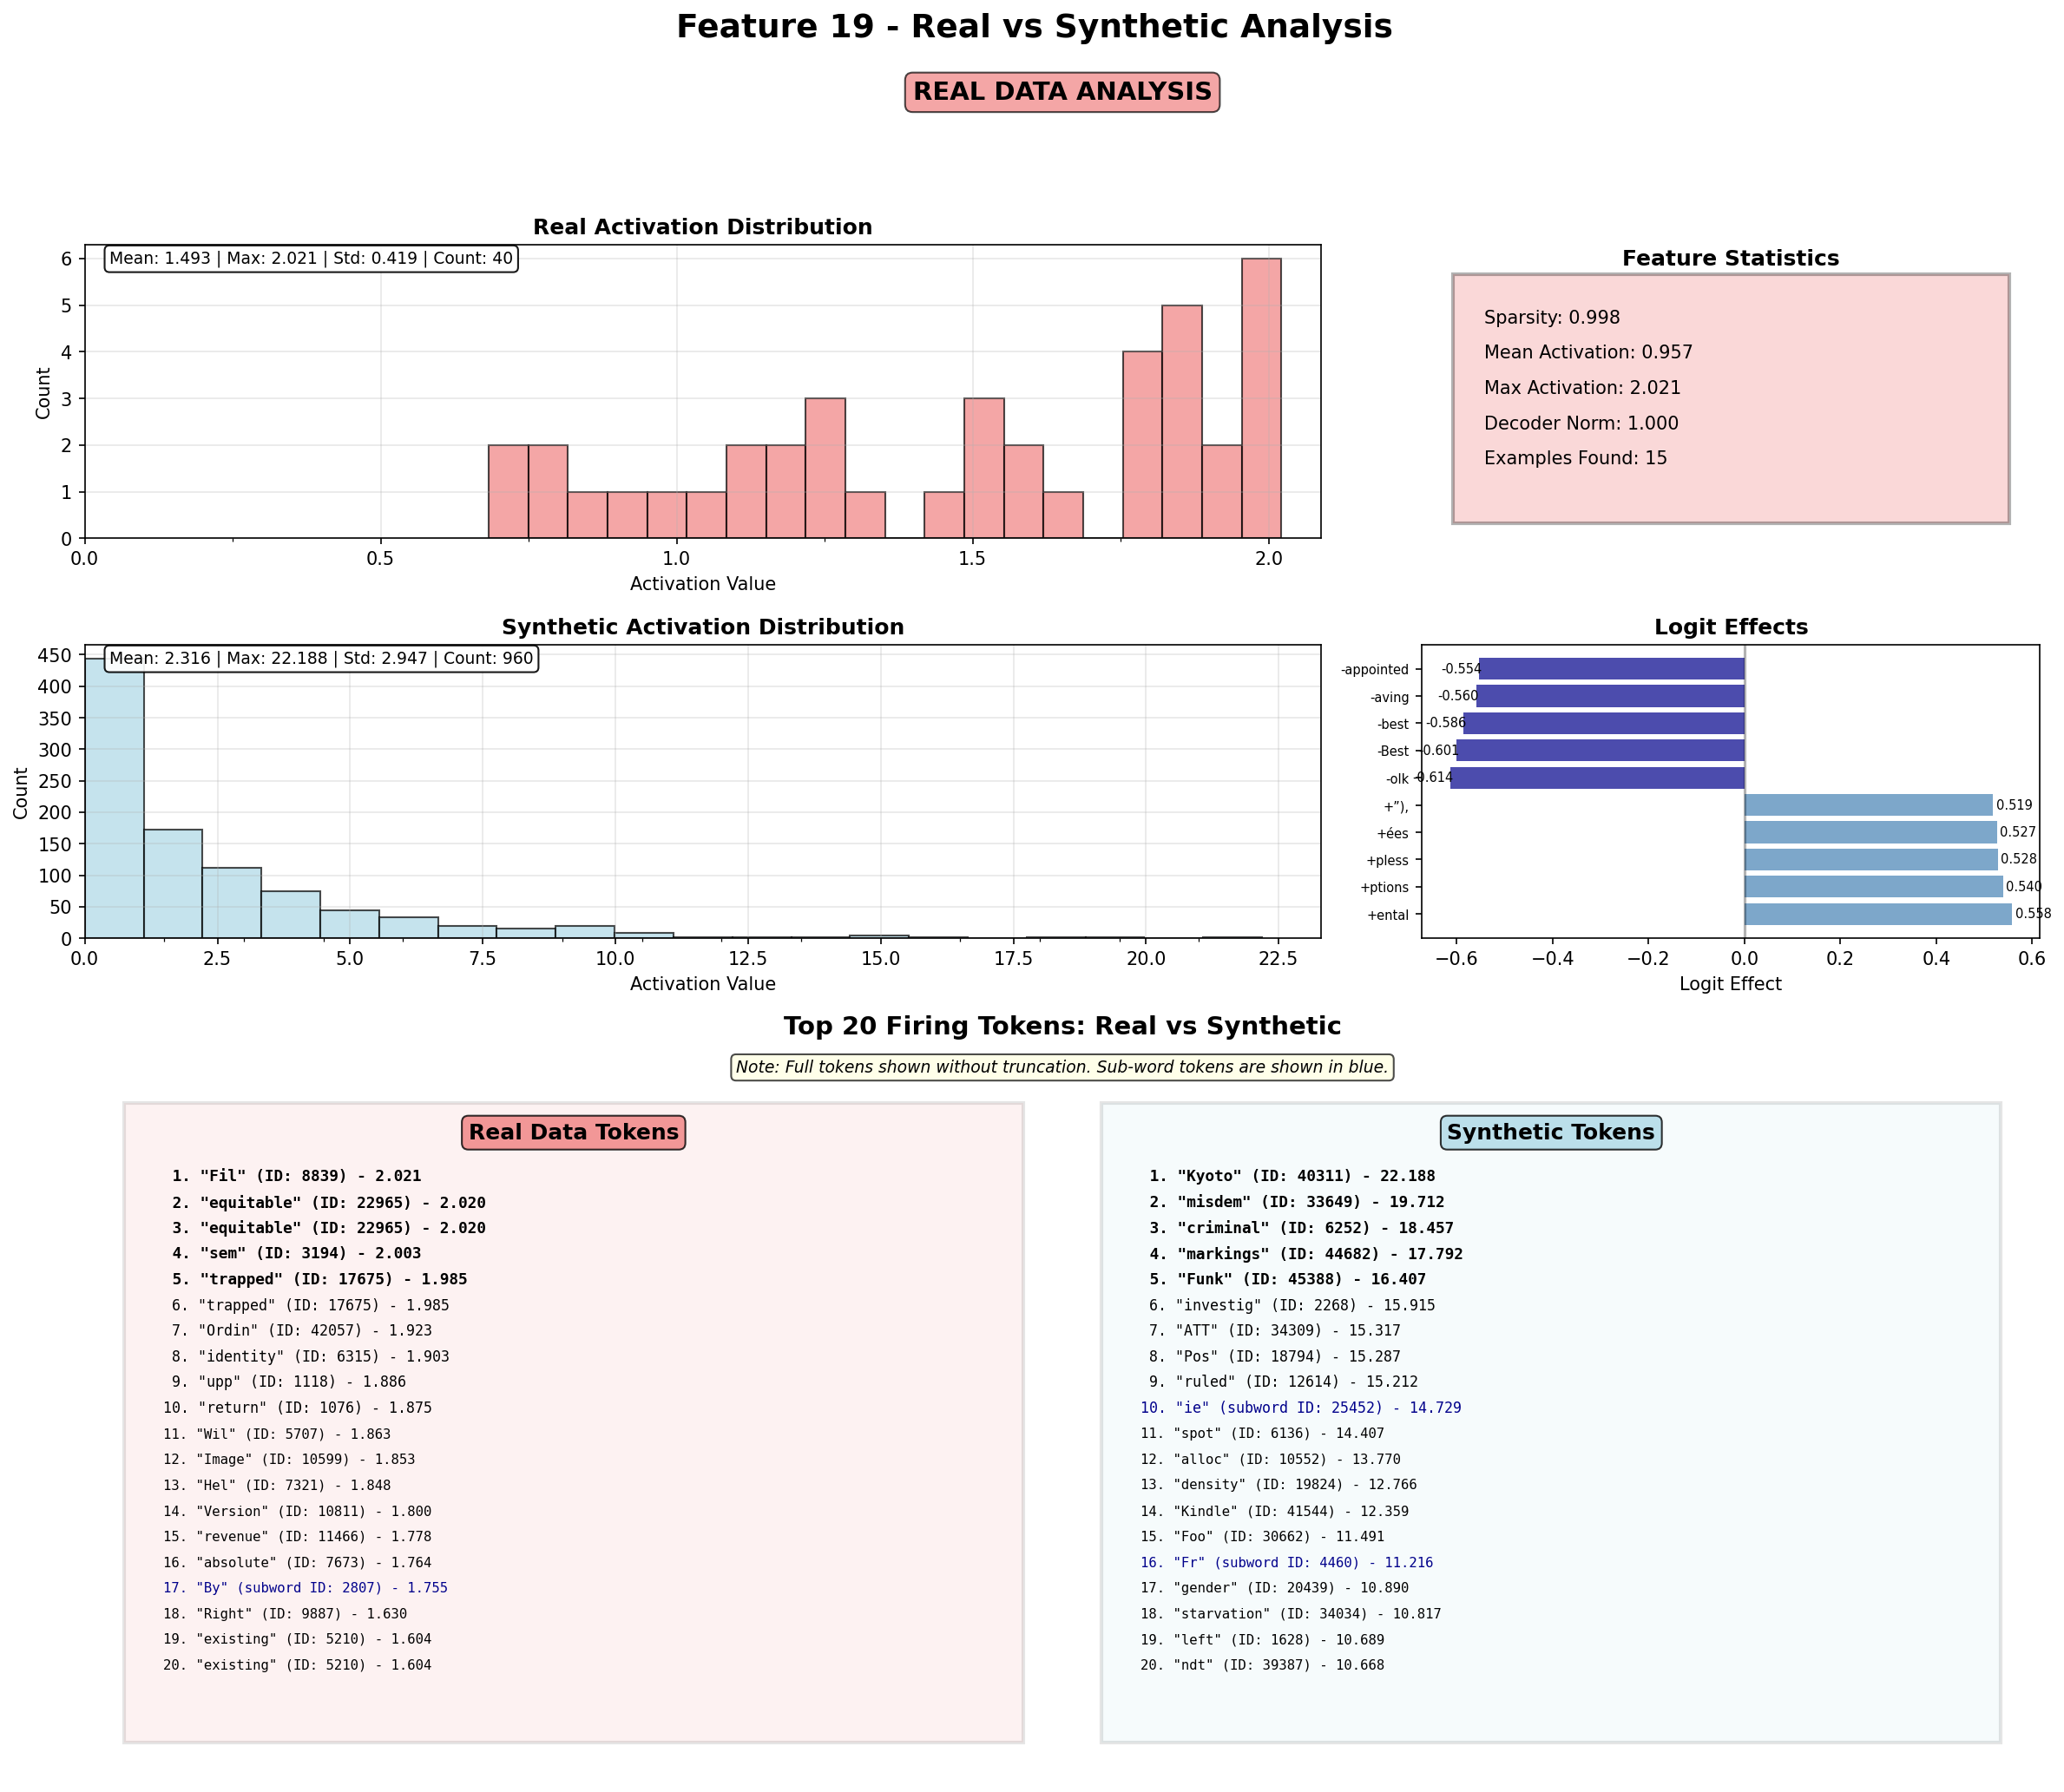 Feature 19 - Real vs Synthetic Analysis
REAL DATA ANALYSIS
Real Activation Distribution
Mean: 1.493 | Max: 2.021 | Std: 0.419 | Count: 40
Count
6
5
4
3
2
1
0
0.0 0.5 1.0 1.5 2.0
Activation Value
Feature Statistics
Sparsity: 0.998
Mean Activation: 0.957
Max Activation: 2.021
Decoder Norm: 1.000
Examples Found: 15
Synthetic Activation Distribution
Mean: 2.316 | Max: 22.188 | Std: 2.947 | Count: 960
Count
450
400
350
300
250
200
150
100
50
0
0.0 2.5 5.0 7.5 10.0 12.5 15.0 17.5 20.0 22.5
Activation Value
Logit Effects
-appointed -0.554
-aving -0.560
-best -0.586
-Best -0.601
-olk -0.614
+”), 0.519
+ées 0.527
+pless 0.528
+ptions 0.540
+ental 0.558
−0.6 −0.4 −0.2 0.0 0.2 0.4 0.6
Logit Effect
Top 20 Firing Tokens: Real vs Synthetic
Note: Full tokens shown without truncation. Sub-word tokens are shown in blue.
Real Data Tokens
1. "Fil" (ID: 8839) - 2.021
2. "equitable" (ID: 22965) - 2.020
3. "equitable" (ID: 22965) - 2.020
4. "sem" (ID: 3194) - 2.003
5. "trapped" (ID: 17675) - 1.985
6. "trapped" (ID: 17675) - 1.985
7. "Ordin" (ID: 42057) - 1.923
8. "identity" (ID: 6315) - 1.903
9. "upp" (ID: 1118) - 1.886
10. "return" (ID: 1076) - 1.875
11. "Wil" (ID: 5707) - 1.863
12. "Image" (ID: 10599) - 1.853
13. "Hel" (ID: 7321) - 1.848
14. "Version" (ID: 10811) - 1.800
15. "revenue" (ID: 11466) - 1.778
16. "absolute" (ID: 7673) - 1.764
17. "By" (subword ID: 2807) - 1.755
18. "Right" (ID: 9887) - 1.630
19. "existing" (ID: 5210) - 1.604
20. "existing" (ID: 5210) - 1.604
Synthetic Tokens
1. "Kyoto" (ID: 40311) - 22.188
2. "misdem" (ID: 33649) - 19.712
3. "criminal" (ID: 6252) - 18.457
4. "markings" (ID: 44682) - 17.792
5. "Funk" (ID: 45388) - 16.407
6. "investig" (ID: 2268) - 15.915
7. "ATT" (ID: 34309) - 15.317
8. "Pos" (ID: 18794) - 15.287
9. "ruled" (ID: 12614) - 15.212
10. "ie" (subword ID: 25452) - 14.729
11. "spot" (ID: 6136) - 14.407
12. "alloc" (ID: 10552) - 13.770
13. "density" (ID: 19824) - 12.766
14. "Kindle" (ID: 41544) - 12.359
15. "Foo" (ID: 30662) - 11.491
16. "Fr" (subword ID: 4460) - 11.216
17. "gender" (ID: 20439) - 10.890
18. "starvation" (ID: 34034) - 10.817
19. "left" (ID: 1628) - 10.689
20. "ndt" (ID: 39387) - 10.668